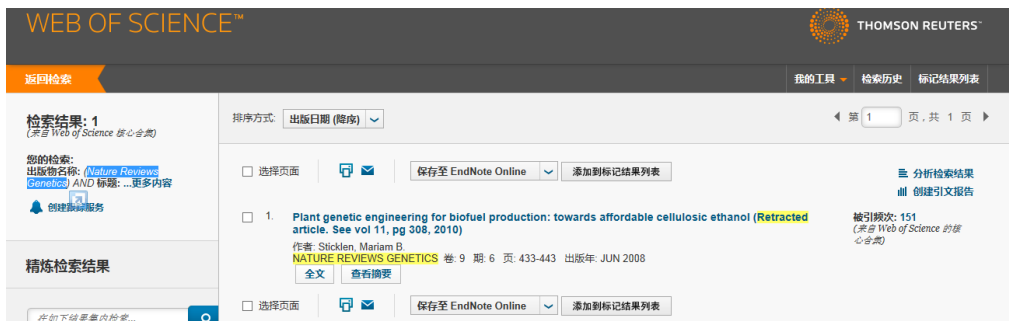 WEB OF SCIENCE™
THOMSON REUTERS™
返回检索
我的工具 检索历史 标记结果列表
检索结果: 1
(来自 Web of Science 核心合集)
您的检索:
出版物名称: (Nature Reviews
Genetics) AND 标题: ...更多内容
创建跟踪服务
精炼检索结果
在如下结果集内检索...
排序方式: 出版日期 (降序)
第 1 页,共 1 页
选择页面 保存至 EndNote Online 添加到标记结果列表
分析检索结果
创建引文报告
1. Plant genetic engineering for biofuel production: towards affordable cellulosic ethanol (Retracted
article. See vol 11, pg 308, 2010)
作者: Sticklen, Mariam B.
NATURE REVIEWS GENETICS 卷: 9 期: 6 页: 433-443 出版年: JUN 2008
全文 查看摘要
被引频次: 151
(来自 Web of Science 的核
心合集)
选择页面 保存至 EndNote Online 添加到标记结果列表